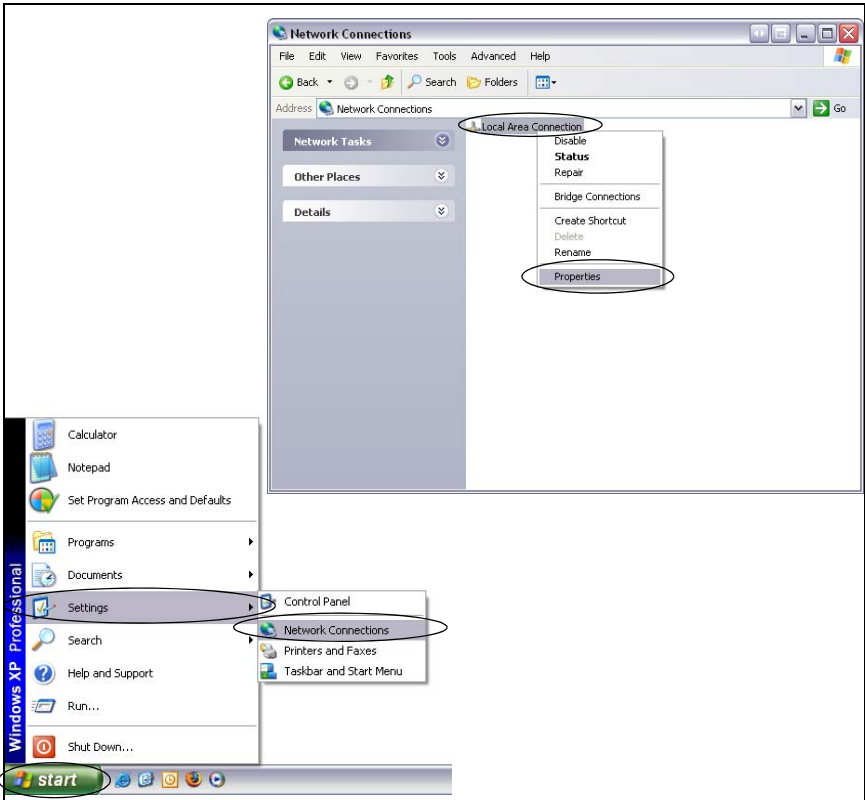 Network Connections
File Edit View Favorites Tools Advanced Help
Back Search Folders
Address Network Connections Go
Network Tasks
Other Places
Details
Local Area Connection
Disable
Status
Repair
Bridge Connections
Create Shortcut
Delete
Rename
Properties
Windows XP Professional
Calculator
Notepad
Set Program Access and Defaults
Programs
Documents
Settings
Search
Help and Support
Run...
Shut Down...
Control Panel
Network Connections
Printers and Faxes
Taskbar and Start Menu
start